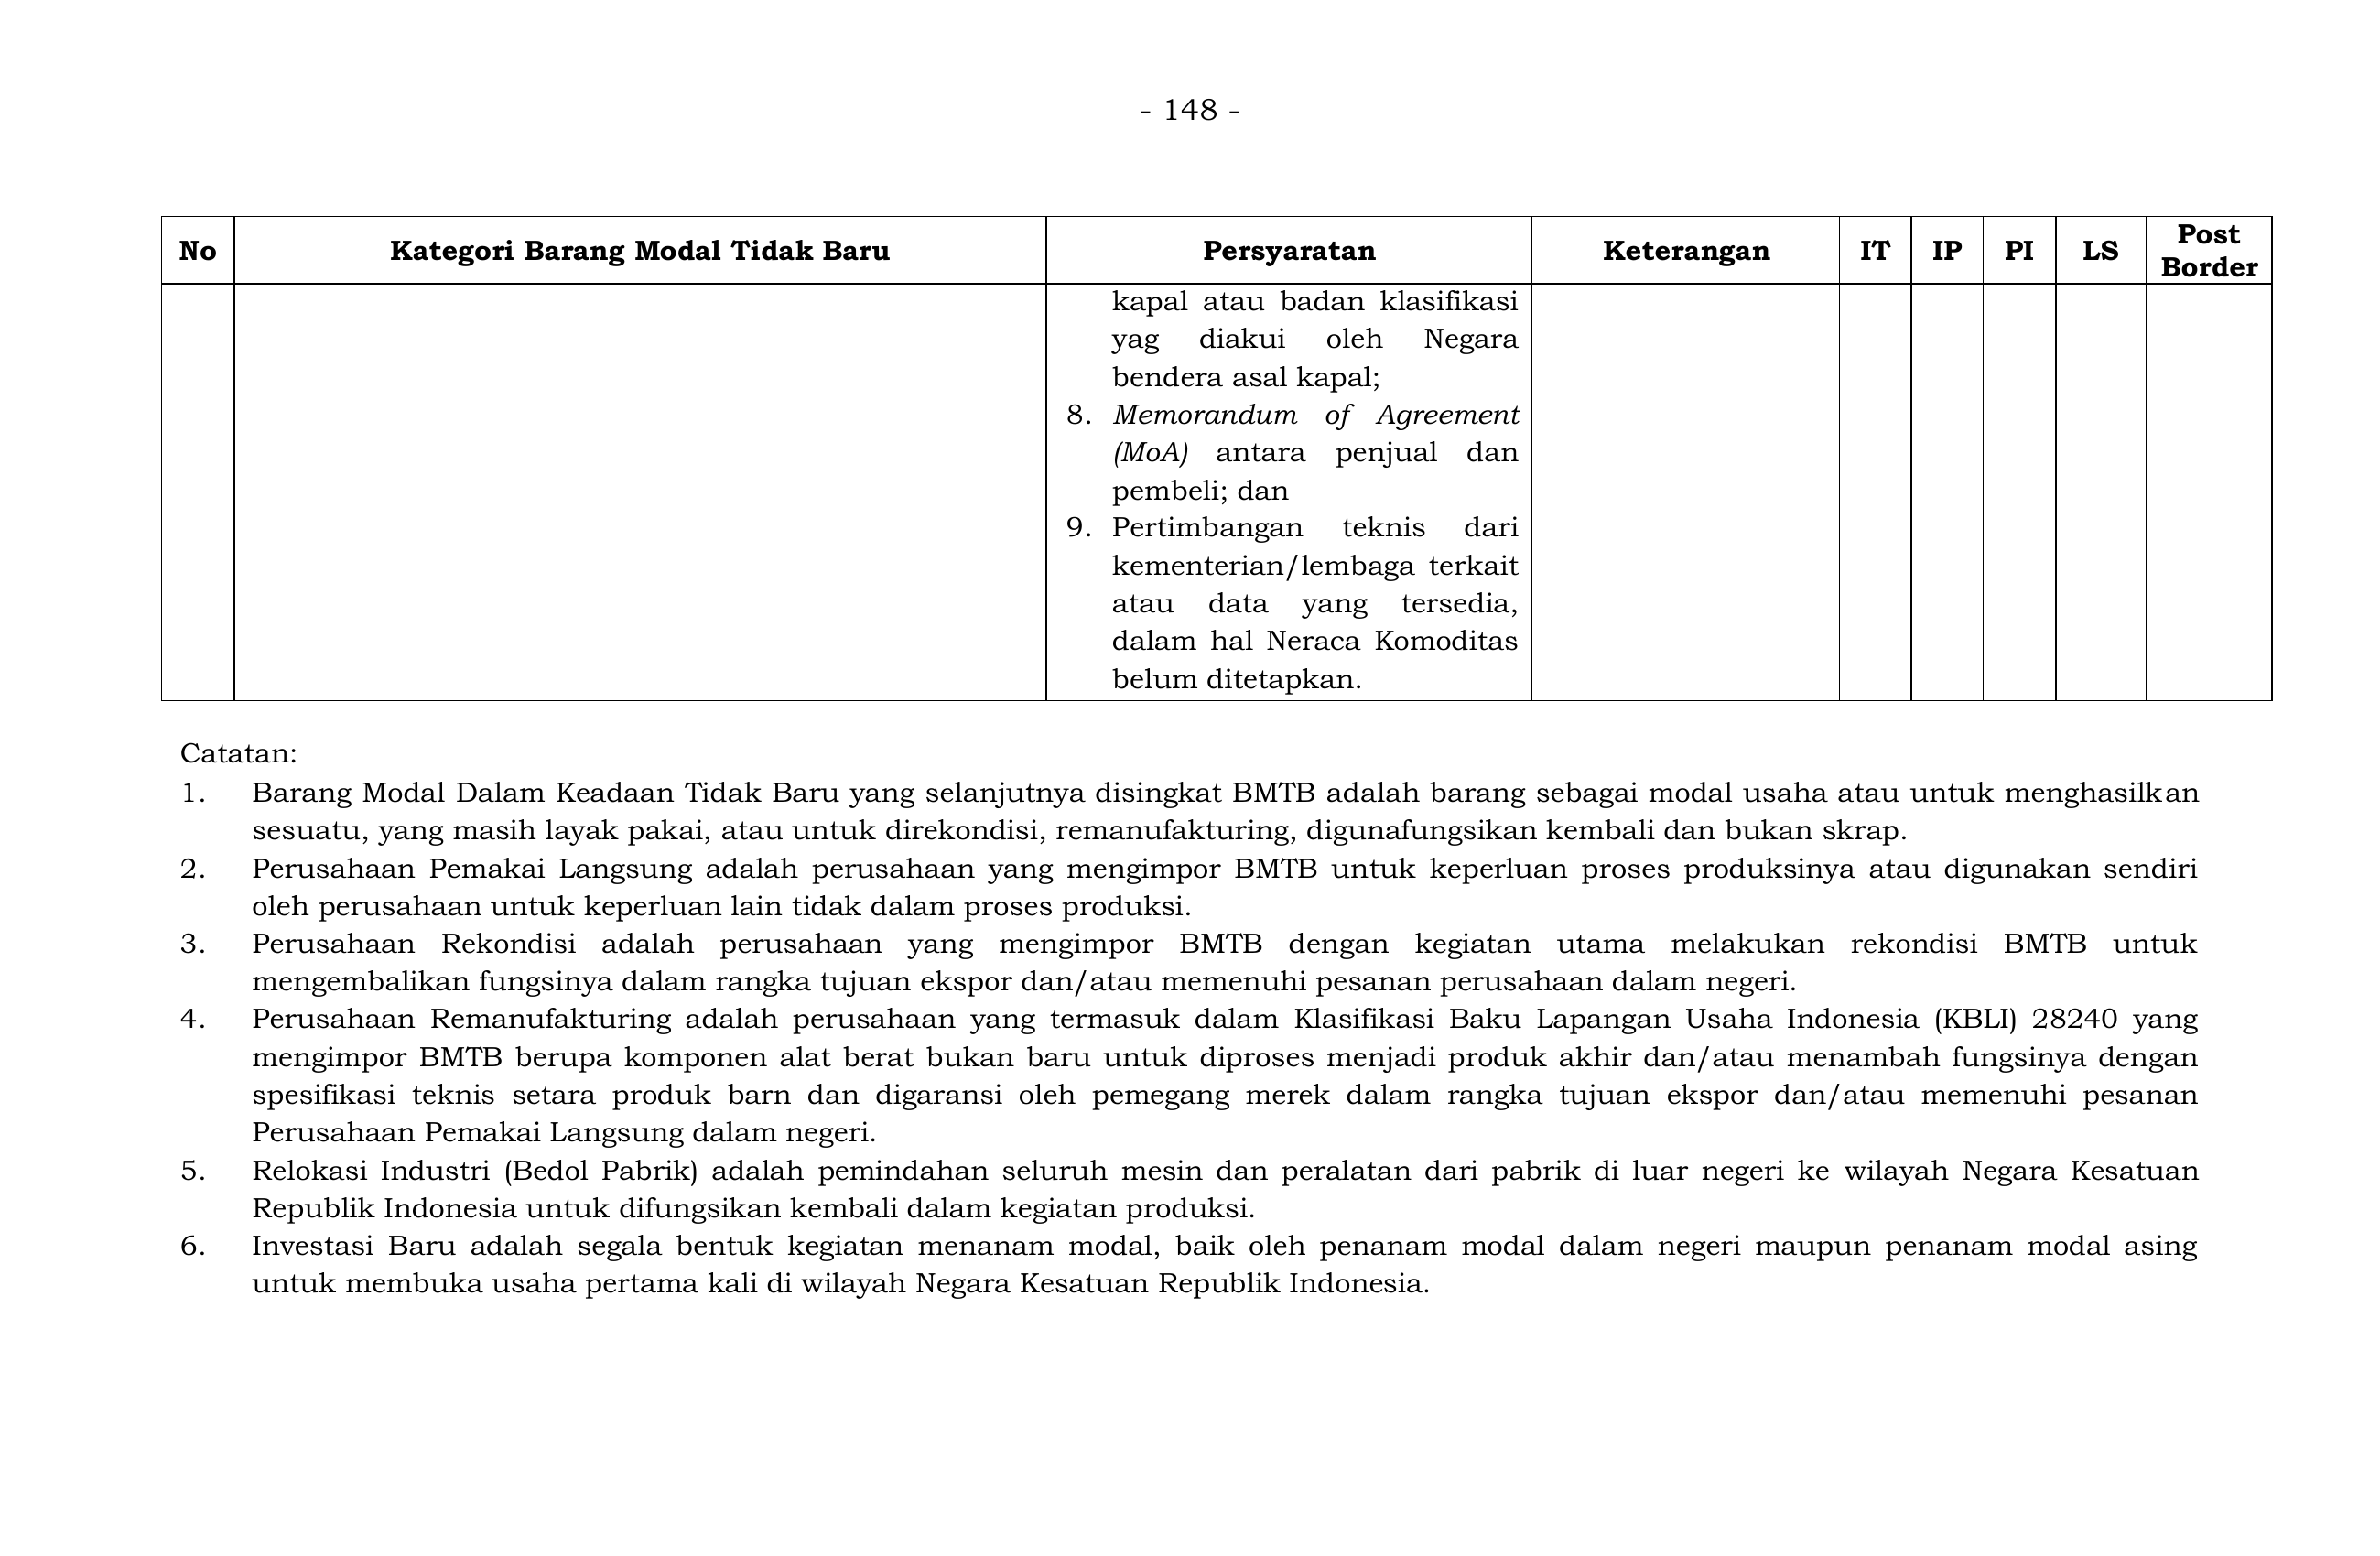 - 148 -
No Kategori Barang Modal Tidak Baru Persyaratan Keterangan IT IP PI LS Post Border
kapal atau badan klasifikasi
yag diakui oleh Negara
bendera asal kapal;
8. Memorandum of Agreement
(MoA) antara penjual dan
pembeli; dan
9. Pertimbangan teknis dari
kementerian/lembaga terkait
atau data yang tersedia,
dalam hal Neraca Komoditas
belum ditetapkan.
Catatan:
1. Barang Modal Dalam Keadaan Tidak Baru yang selanjutnya disingkat BMTB adalah barang sebagai modal usaha atau untuk menghasilkan
sesuatu, yang masih layak pakai, atau untuk direkondisi, remanufakturing, digunafungsikan kembali dan bukan skrap.
2. Perusahaan Pemakai Langsung adalah perusahaan yang mengimpor BMTB untuk keperluan proses produksinya atau digunakan sendiri
oleh perusahaan untuk keperluan lain tidak dalam proses produksi.
3. Perusahaan Rekondisi adalah perusahaan yang mengimpor BMTB dengan kegiatan utama melakukan rekondisi BMTB untuk
mengembalikan fungsinya dalam rangka tujuan ekspor dan/atau memenuhi pesanan perusahaan dalam negeri.
4. Perusahaan Remanufakturing adalah perusahaan yang termasuk dalam Klasifikasi Baku Lapangan Usaha Indonesia (KBLI) 28240 yang
mengimpor BMTB berupa komponen alat berat bukan baru untuk diproses menjadi produk akhir dan/atau menambah fungsinya dengan
spesifikasi teknis setara produk barn dan digaransi oleh pemegang merek dalam rangka tujuan ekspor dan/atau memenuhi pesanan
Perusahaan Pemakai Langsung dalam negeri.
5. Relokasi Industri (Bedol Pabrik) adalah pemindahan seluruh mesin dan peralatan dari pabrik di luar negeri ke wilayah Negara Kesatuan
Republik Indonesia untuk difungsikan kembali dalam kegiatan produksi.
6. Investasi Baru adalah segala bentuk kegiatan menanam modal, baik oleh penanam modal dalam negeri maupun penanam modal asing
untuk membuka usaha pertama kali di wilayah Negara Kesatuan Republik Indonesia.